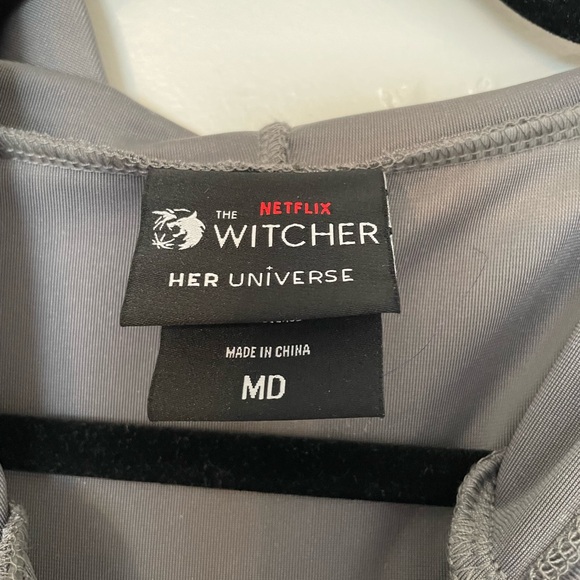 NETFLIX
THE WITCHER
HER UNIVERSE
MADE IN CHINA
MD